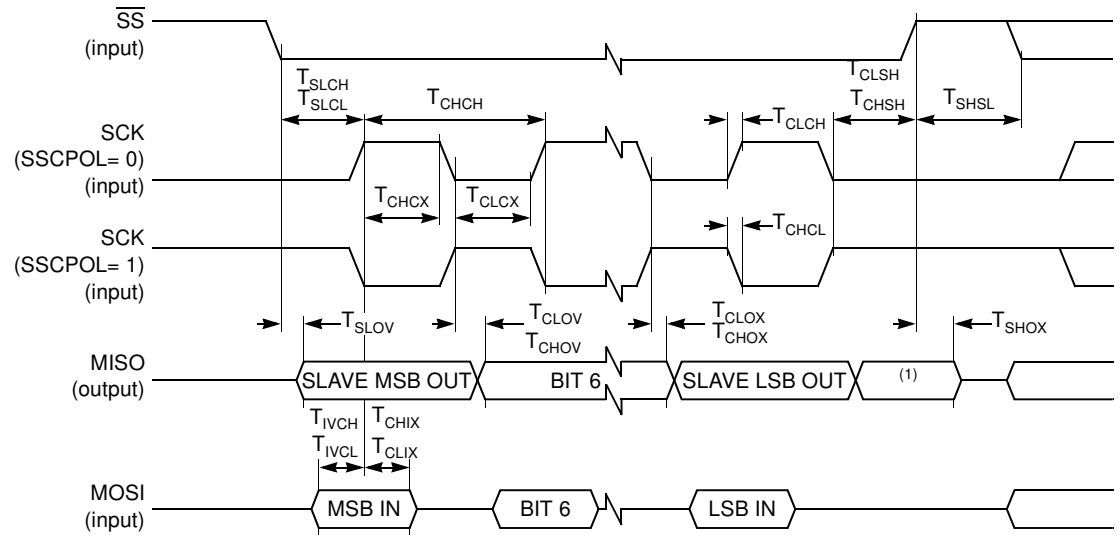 SS
(input)
T_SLCH
T_SLCL
T_CHCH
T_CLSH
T_CHSH
T_SHSL
T_CLCH
SCK
(SSCPOL= 0)
(input)
T_CHCX
T_CLCX
T_CHCL
SCK
(SSCPOL= 1)
(input)
T_SLOV
T_CLOV
T_CHOV
T_CLOX
T_CHOX
T_SHOX
MISO
(output)
SLAVE MSB OUT
BIT 6
SLAVE LSB OUT
(1)
T_IVCH
T_IVCL
T_CHIX
T_CLIX
MOSI
(input)
MSB IN
BIT 6
LSB IN